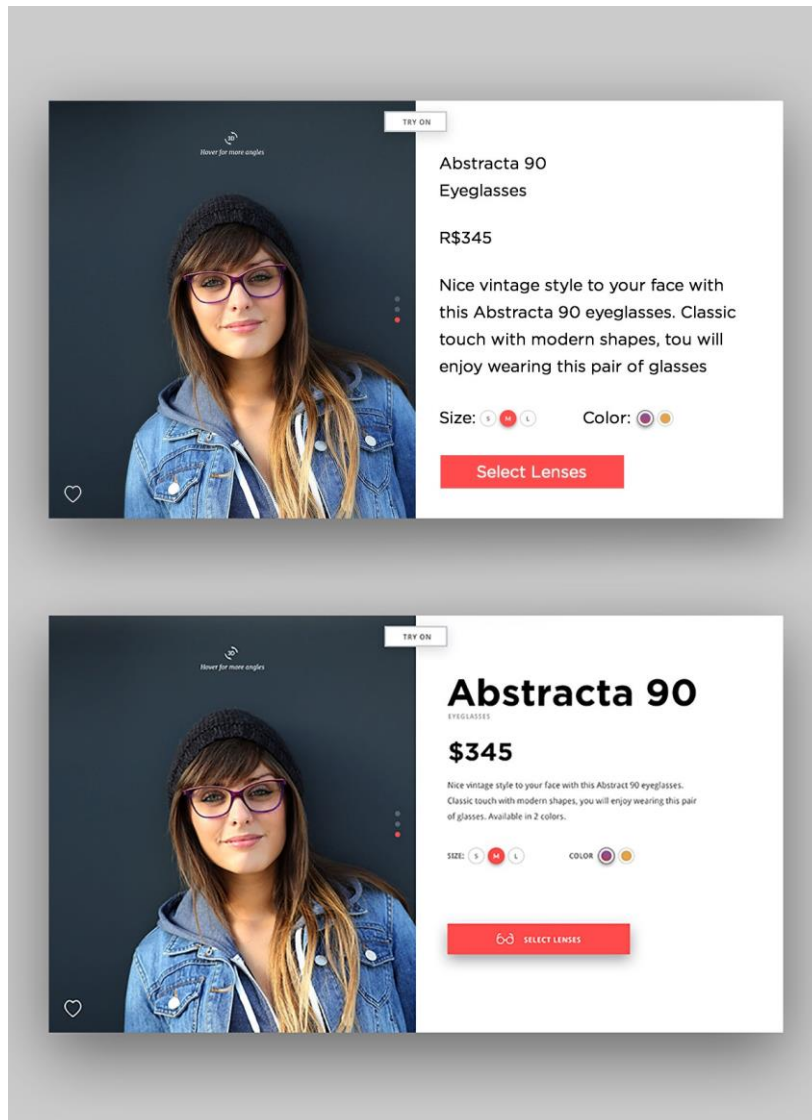 TRY ON
3D
Hover for more angles
Abstracta 90
Eyeglasses
R$345
Nice vintage style to your face with
this Abstracta 90 eyeglasses. Classic
touch with modern shapes, tou will
enjoy wearing this pair of glasses
Size: S M L Color:
Select Lenses
TRY ON
3D
Hover for more angles
Abstracta 90
EYEGLASSES
$345
Nice vintage style to your face with this Abstract 90 eyeglasses.
Classic touch with modern shapes, you will enjoy wearing this pair
of glasses. Available in 2 colors.
SIZE: S M L COLOR
SELECT LENSES